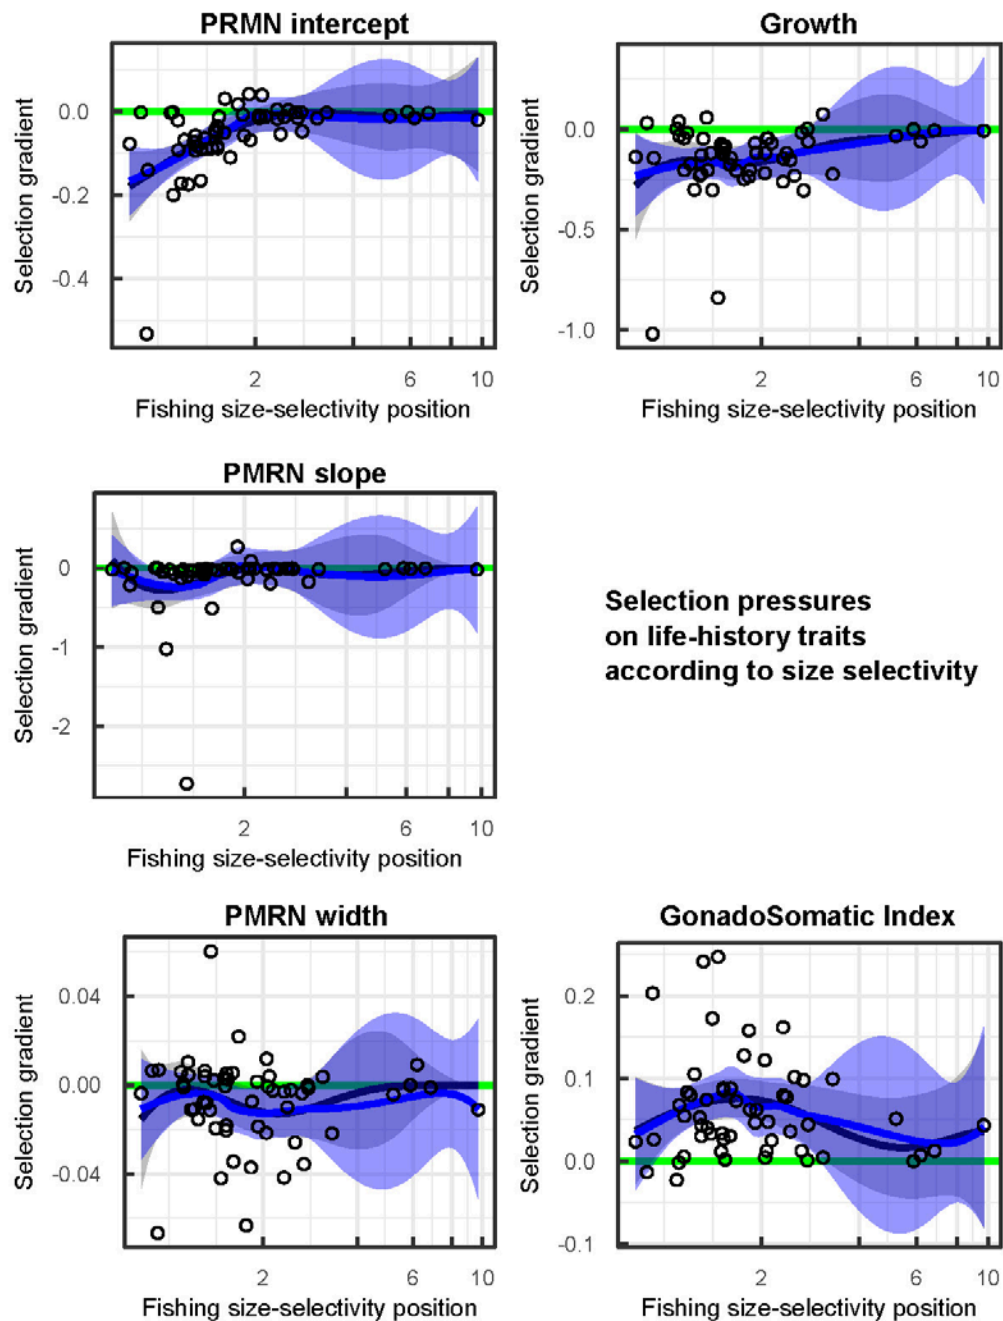 PRMN intercept
Selection gradient
0.0
-0.2
-0.4
2
6
10
Fishing size-selectivity position
Growth
Selection gradient
0.0
-0.5
-1.0
2
6
10
Fishing size-selectivity position
PMRN slope
Selection gradient
0
-1
-2
2
6
10
Fishing size-selectivity position
Selection pressures
on life-history traits
according to size selectivity
PMRN width
Selection gradient
0.04
0.00
-0.04
2
6
10
Fishing size-selectivity position
GonadoSomatic Index
Selection gradient
0.2
0.1
0.0
-0.1
2
6
10
Fishing size-selectivity position